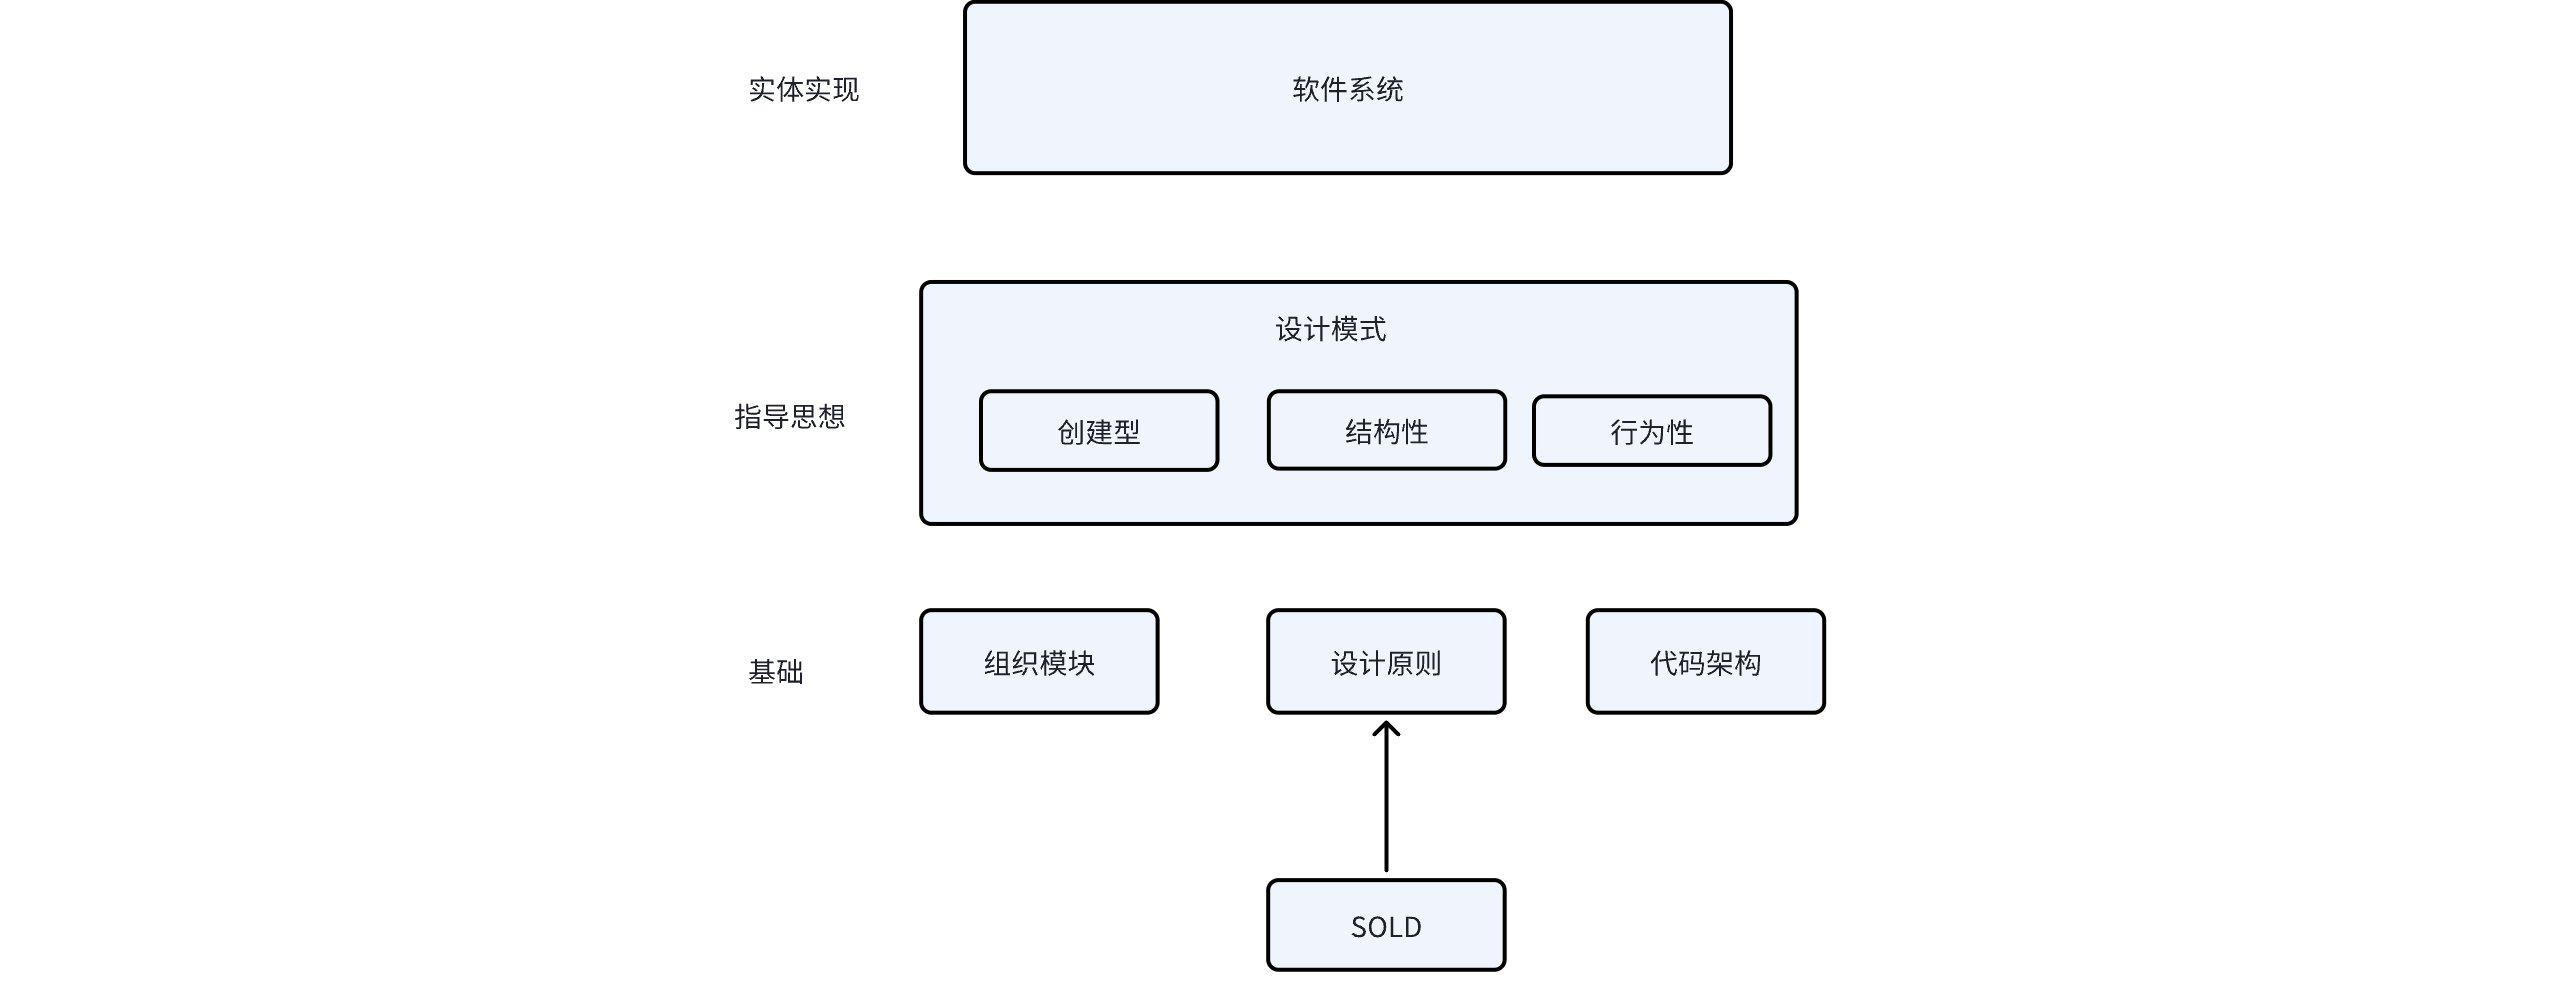 实体实现
软件系统
设计模式
指导思想
创建型
结构性
行为性
基础
组织模块
设计原则
代码架构
SOLD